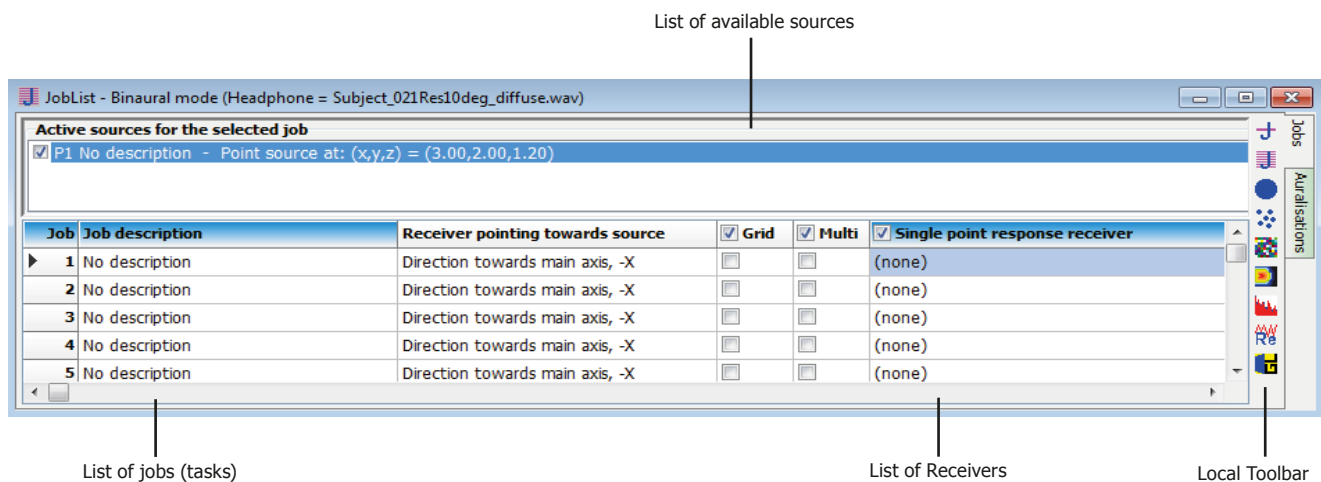 List of available sources
JobList - Binaural mode (Headphone = Subject_021Res10deg_diffuse.wav)
Active sources for the selected job
P1 No description - Point source at: (x,y,z) = (3.00,2.00,1.20)
Job Job description Receiver pointing towards source Grid Multi Single point response receiver
1 No description Direction towards main axis, -X (none)
2 No description Direction towards main axis, -X (none)
3 No description Direction towards main axis, -X (none)
4 No description Direction towards main axis, -X (none)
5 No description Direction towards main axis, -X (none)
Jobs
Auralisations
List of jobs (tasks)
List of Receivers
Local Toolbar